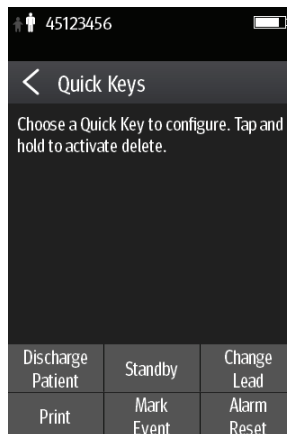 45123456
Quick Keys
Choose a Quick Key to configure. Tap and
hold to activate delete.
Discharge
Patient
Standby
Change
Lead
Print
Mark
Event
Alarm
Reset